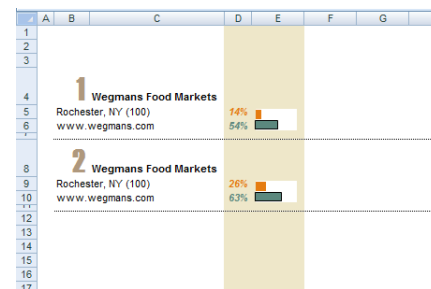 A B C D E F G
1
2
3
4 1 Wegmans Food Markets
5 Rochester, NY (100) 14%
6 www.wegmans.com 54%
7
8 2 Wegmans Food Markets
9 Rochester, NY (100) 26%
10 www.wegmans.com 63%
11
12
13
14
15
16
17